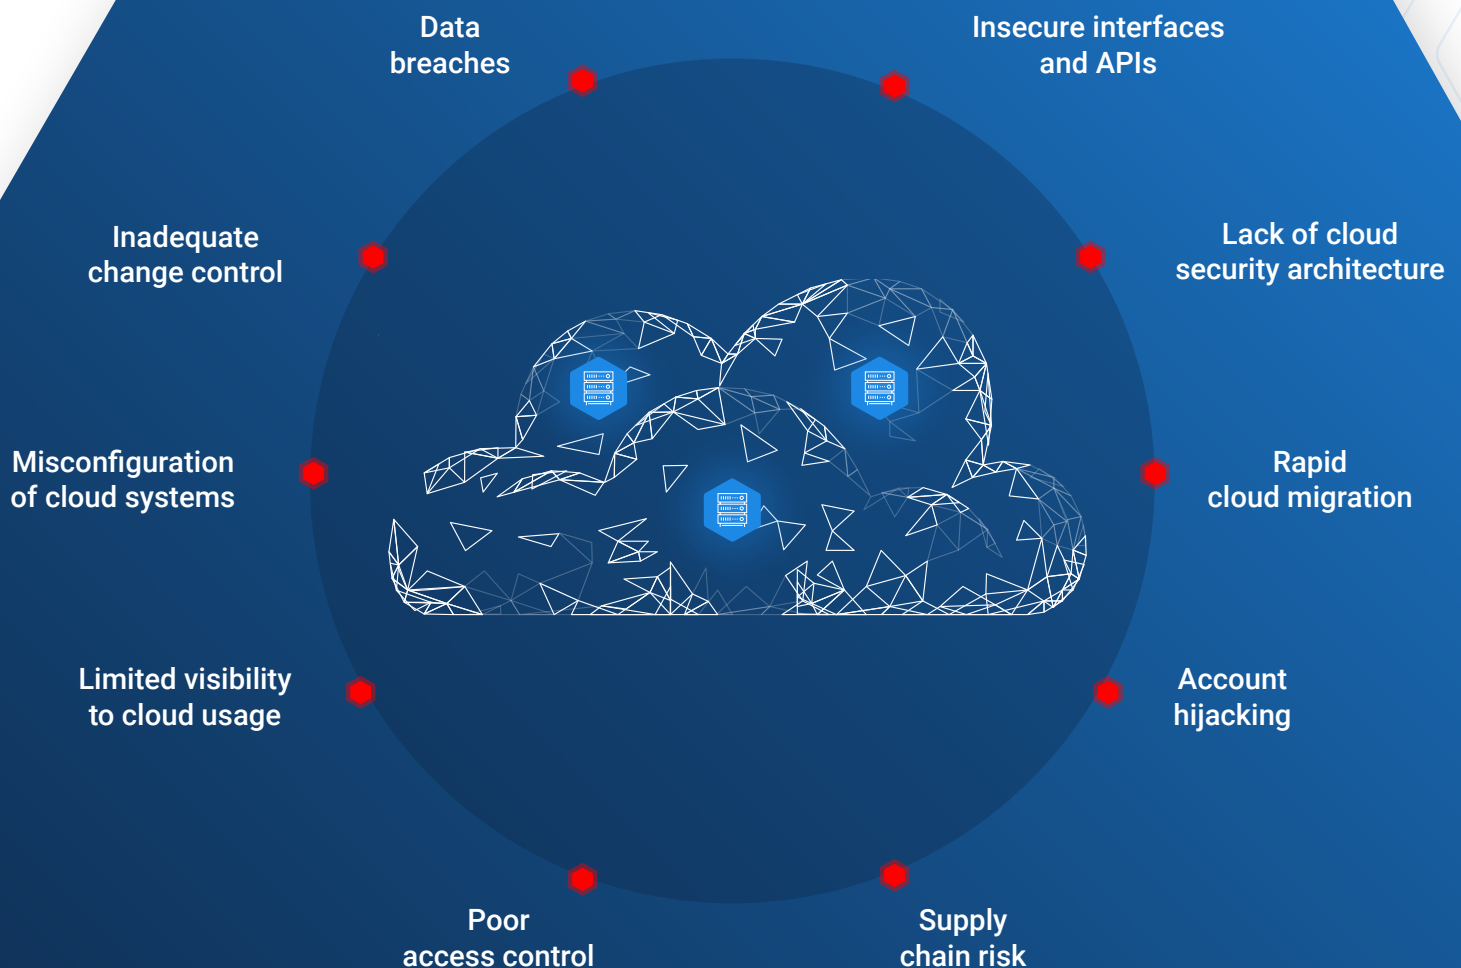 Data
breaches
Insecure interfaces
and APIs
Inadequate
change control
Lack of cloud
security architecture
Misconfiguration
of cloud systems
Rapid
cloud migration
Limited visibility
to cloud usage
Account
hijacking
Poor
access control
Supply
chain risk